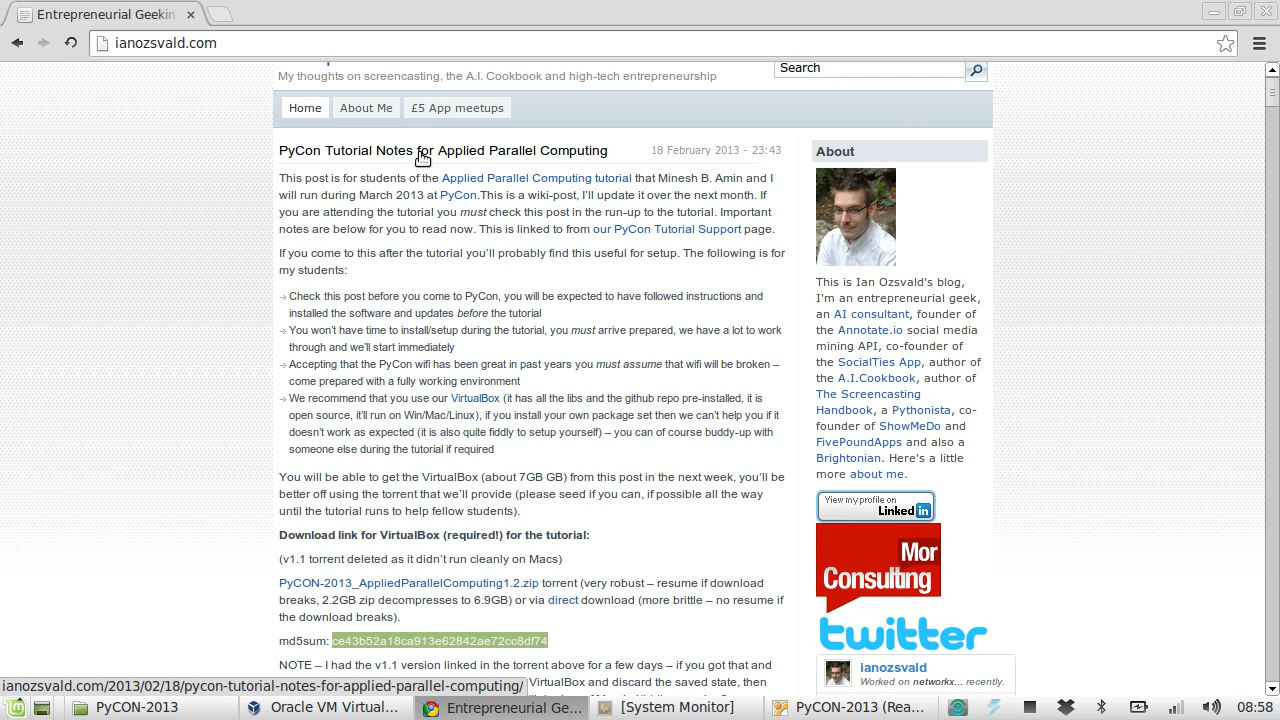 Entrepreneurial Geekin
ianozsvald.com
My thoughts on screencasting, the A.I. Cookbook and high-tech entrepreneurship
Search
Home
About Me
£5 App meetups
PyCon Tutorial Notes for Applied Parallel Computing
18 February 2013 - 23:43
This post is for students of the Applied Parallel Computing tutorial that Minesh B. Amin and I
will run during March 2013 at PyCon.This is a wiki-post, I'll update it over the next month. If
you are attending the tutorial you must check this post in the run-up to the tutorial. Important
notes are below for you to read now. This is linked to from our PyCon Tutorial Support page.
If you come to this after the tutorial you'll probably find this useful for setup. The following is for
my students:
Check this post before you come to PyCon, you will be expected to have followed instructions and
installed the software and updates before the tutorial
You won't have time to install/setup during the tutorial, you must arrive prepared, we have a lot to work
through and we'll start immediately
Accepting that the PyCon wifi has been great in past years you must assume that wifi will be broken –
come prepared with a fully working environment
We recommend that you use our VirtualBox (it has all the libs and the github repo pre-installed, it is
open source, it'll run on Win/Mac/Linux), if you install your own package set then we can't help you if it
doesn't work as expected (it is also quite fiddly to setup yourself) – you can of course buddy-up with
someone else during the tutorial if required
You will be able to get the VirtualBox (about 7GB GB) from this post in the next week, you'll be
better off using the torrent that we'll provide (please seed if you can, if possible all the way
until the tutorial runs to help fellow students).
Download link for VirtualBox (required!) for the tutorial:
(v1.1 torrent deleted as it didn't run cleanly on Macs)
PyCON-2013_AppliedParallelComputing1.2.zip torrent (very robust – resume if download
breaks, 2.2GB zip decompresses to 6.9GB) or via direct download (more brittle – no resume if
the download breaks).
md5sum: ce43b52a18ca913e62842ae72cc8df74
NOTE – I had the v1.1 version linked in the torrent above for a few days – if you got that and
VirtualBox and discard the saved state, then
About
This is Ian Ozsvald's blog,
I'm an entrepreneurial geek,
an AI consultant, founder of
the Annotate.io social media
mining API, co-founder of
the SocialTies App, author of
the A.I.Cookbook, author of
The Screencasting
Handbook, a Pythonista, co-
founder of ShowMeDo and
FivePoundApps and also a
Brightonian. Here's a little
more about me.
View my profile on
Linked in
Mor
Consulting
twitter
ianozsvald
Worked on networkx... recently.
ianozsvald.com/2013/02/18/pycon-tutorial-notes-for-applied-parallel-computing/
PyCON-2013
Oracle VM Virtual...
Entrepreneurial Ge...
[System Monitor]
PyCON-2013 (Rea...
08:58